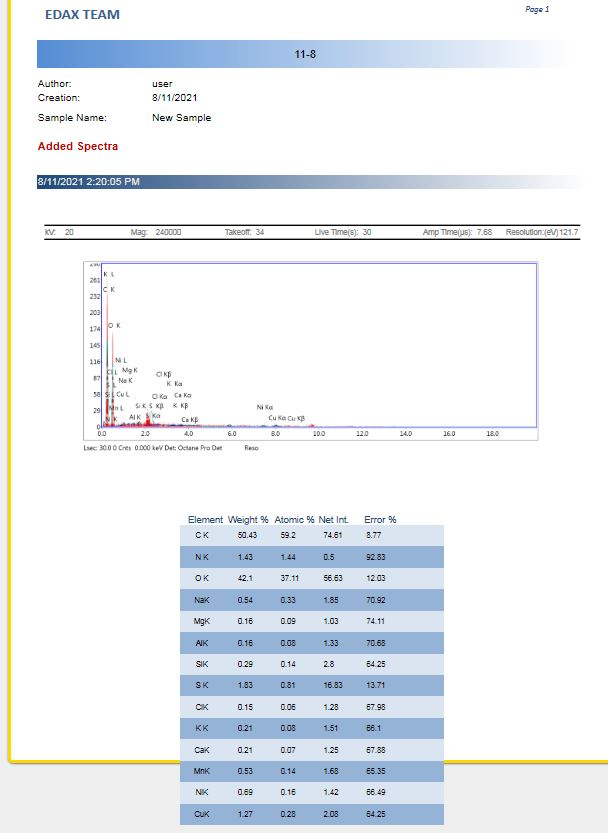 EDAX TEAM
Page 1
11-8
Author: user
Creation: 8/11/2021
Sample Name: New Sample
Added Spectra
8/11/2021 2:20:05 PM
kV: 20 Mag: 240000 Takeoff: 34 Live Time(s): 30 Amp Time(µs): 7.68 Resolution:(eV) 121.7
K L
261
C K
232
203
O K
174
145
Ni L
116
Cl L Mg K Cl Kβ
87
Na K K Kα
S L
58
Si L Cu L Cl Kα Ca Kα
Mn L Si K S Kβ K Kβ Ni Kα
29
N K Al K S Kα Ca Kβ Cu Kα Cu Kβ
0
0.0 2.0 4.0 6.0 8.0 10.0 12.0 14.0 16.0 18.0
Lsec: 30.0 0 Cnts 0.000 keV Det: Octane Pro Det Reso
Element Weight % Atomic % Net Int. Error %
C K 50.43 59.2 74.61 8.77
N K 1.43 1.44 0.5 92.83
O K 42.1 37.11 56.63 12.03
NaK 0.54 0.33 1.85 70.92
MgK 0.16 0.09 1.03 74.11
AlK 0.16 0.08 1.33 70.68
SiK 0.29 0.14 2.8 64.25
S K 1.83 0.81 16.83 13.71
ClK 0.15 0.06 1.28 67.98
K K 0.21 0.08 1.51 66.1
CaK 0.21 0.07 1.25 67.88
MnK 0.53 0.14 1.68 65.35
NiK 0.69 0.16 1.42 66.49
CuK 1.27 0.28 2.08 64.25